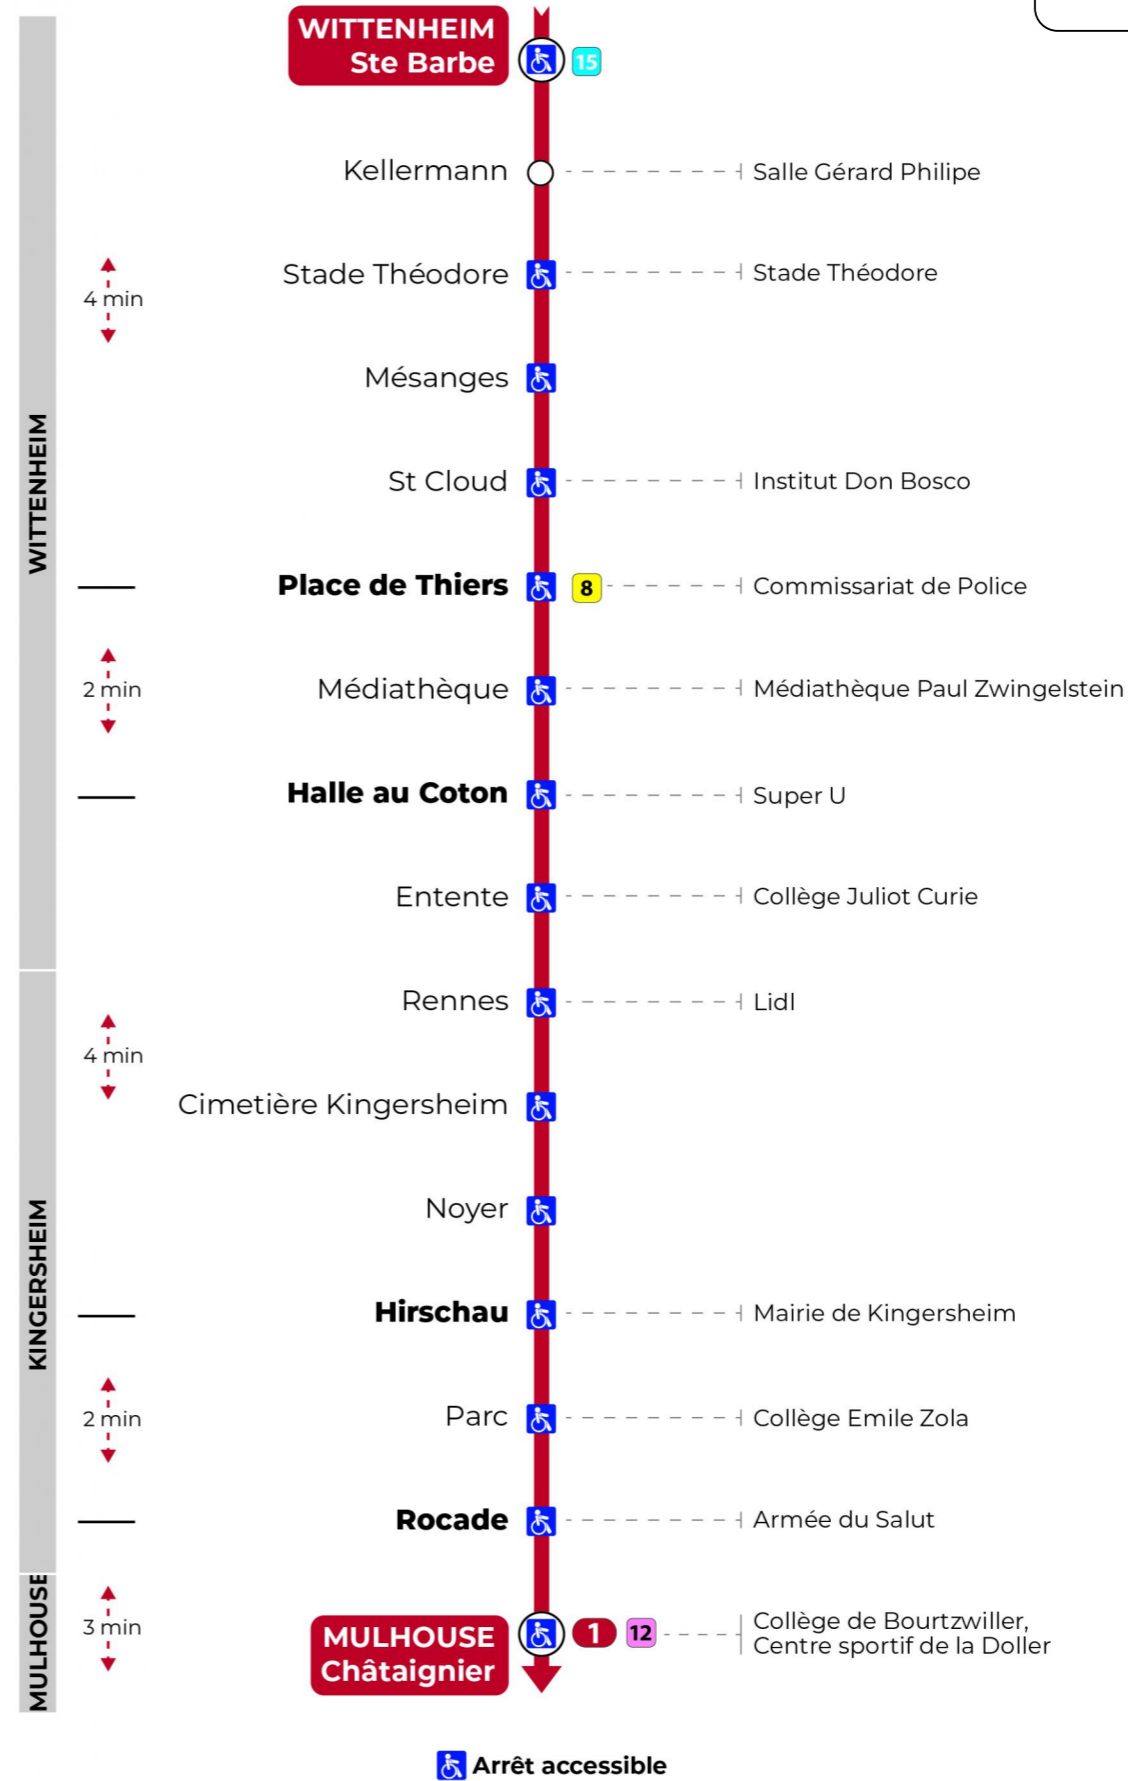 WITTENHEIM
Ste Barbe
15
Kellermann
Salle Gérard Philipe
Stade Théodore
Stade Théodore
4 min
Mésanges
WITTENHEIM
St Cloud
Institut Don Bosco
Place de Thiers
8
Commissariat de Police
2 min
Médiathèque
Médiathèque Paul Zwingelstein
Halle au Coton
Super U
Entente
Collège Juliot Curie
Rennes
Lidl
4 min
Cimetière Kingersheim
Noyer
KINGERSHEIM
Hirschau
Mairie de Kingersheim
2 min
Parc
Collège Emile Zola
Rocade
Armée du Salut
MULHOUSE
3 min
MULHOUSE
Châtaignier
1
12
Collège de Bourtzwiller,
Centre sportif de la Doller
Arrêt accessible